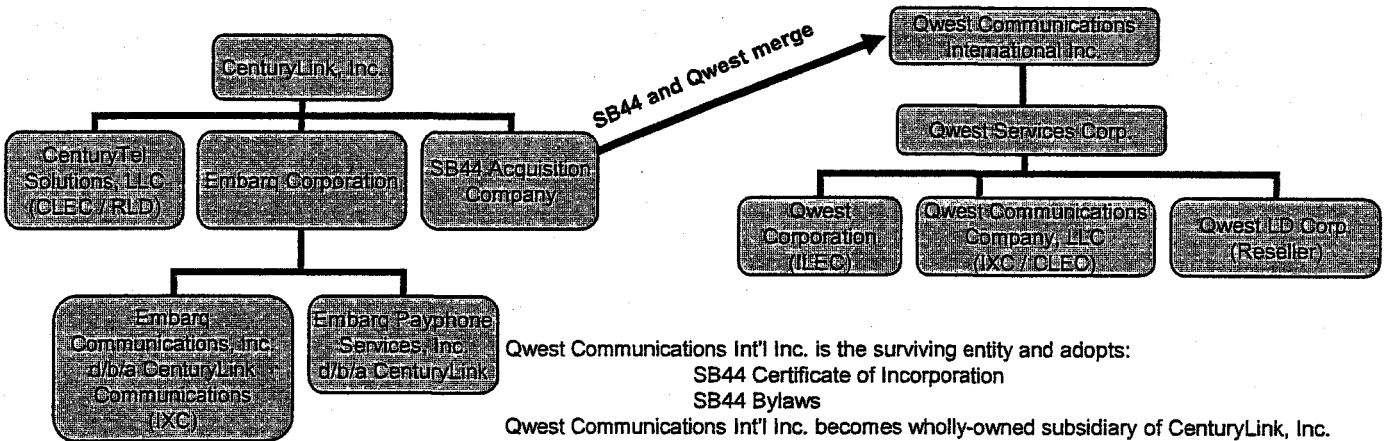 CenturyLink, Inc.
CenturyTel
Solutions, LLC
(CLEC / RLD)
Embarq Corporation
SB44 Acquisition
Company
Embarq
Communications, Inc.
d/b/a CenturyLink
Communications
(IXC)
Embarq Payphone
Services, Inc.
d/b/a CenturyLink
SB44 and Qwest merge
Qwest Communications
International Inc.
Qwest Services Corp.
Qwest
Corporation
(ILEC)
Qwest Communications
Company, LLC
(IXC / CLEC)
Qwest LD Corp.
(Reseller)
Qwest Communications Int'l Inc. is the surviving entity and adopts:
SB44 Certificate of Incorporation
SB44 Bylaws
Qwest Communications Int'l Inc. becomes wholly-owned subsidiary of CenturyLink, Inc.